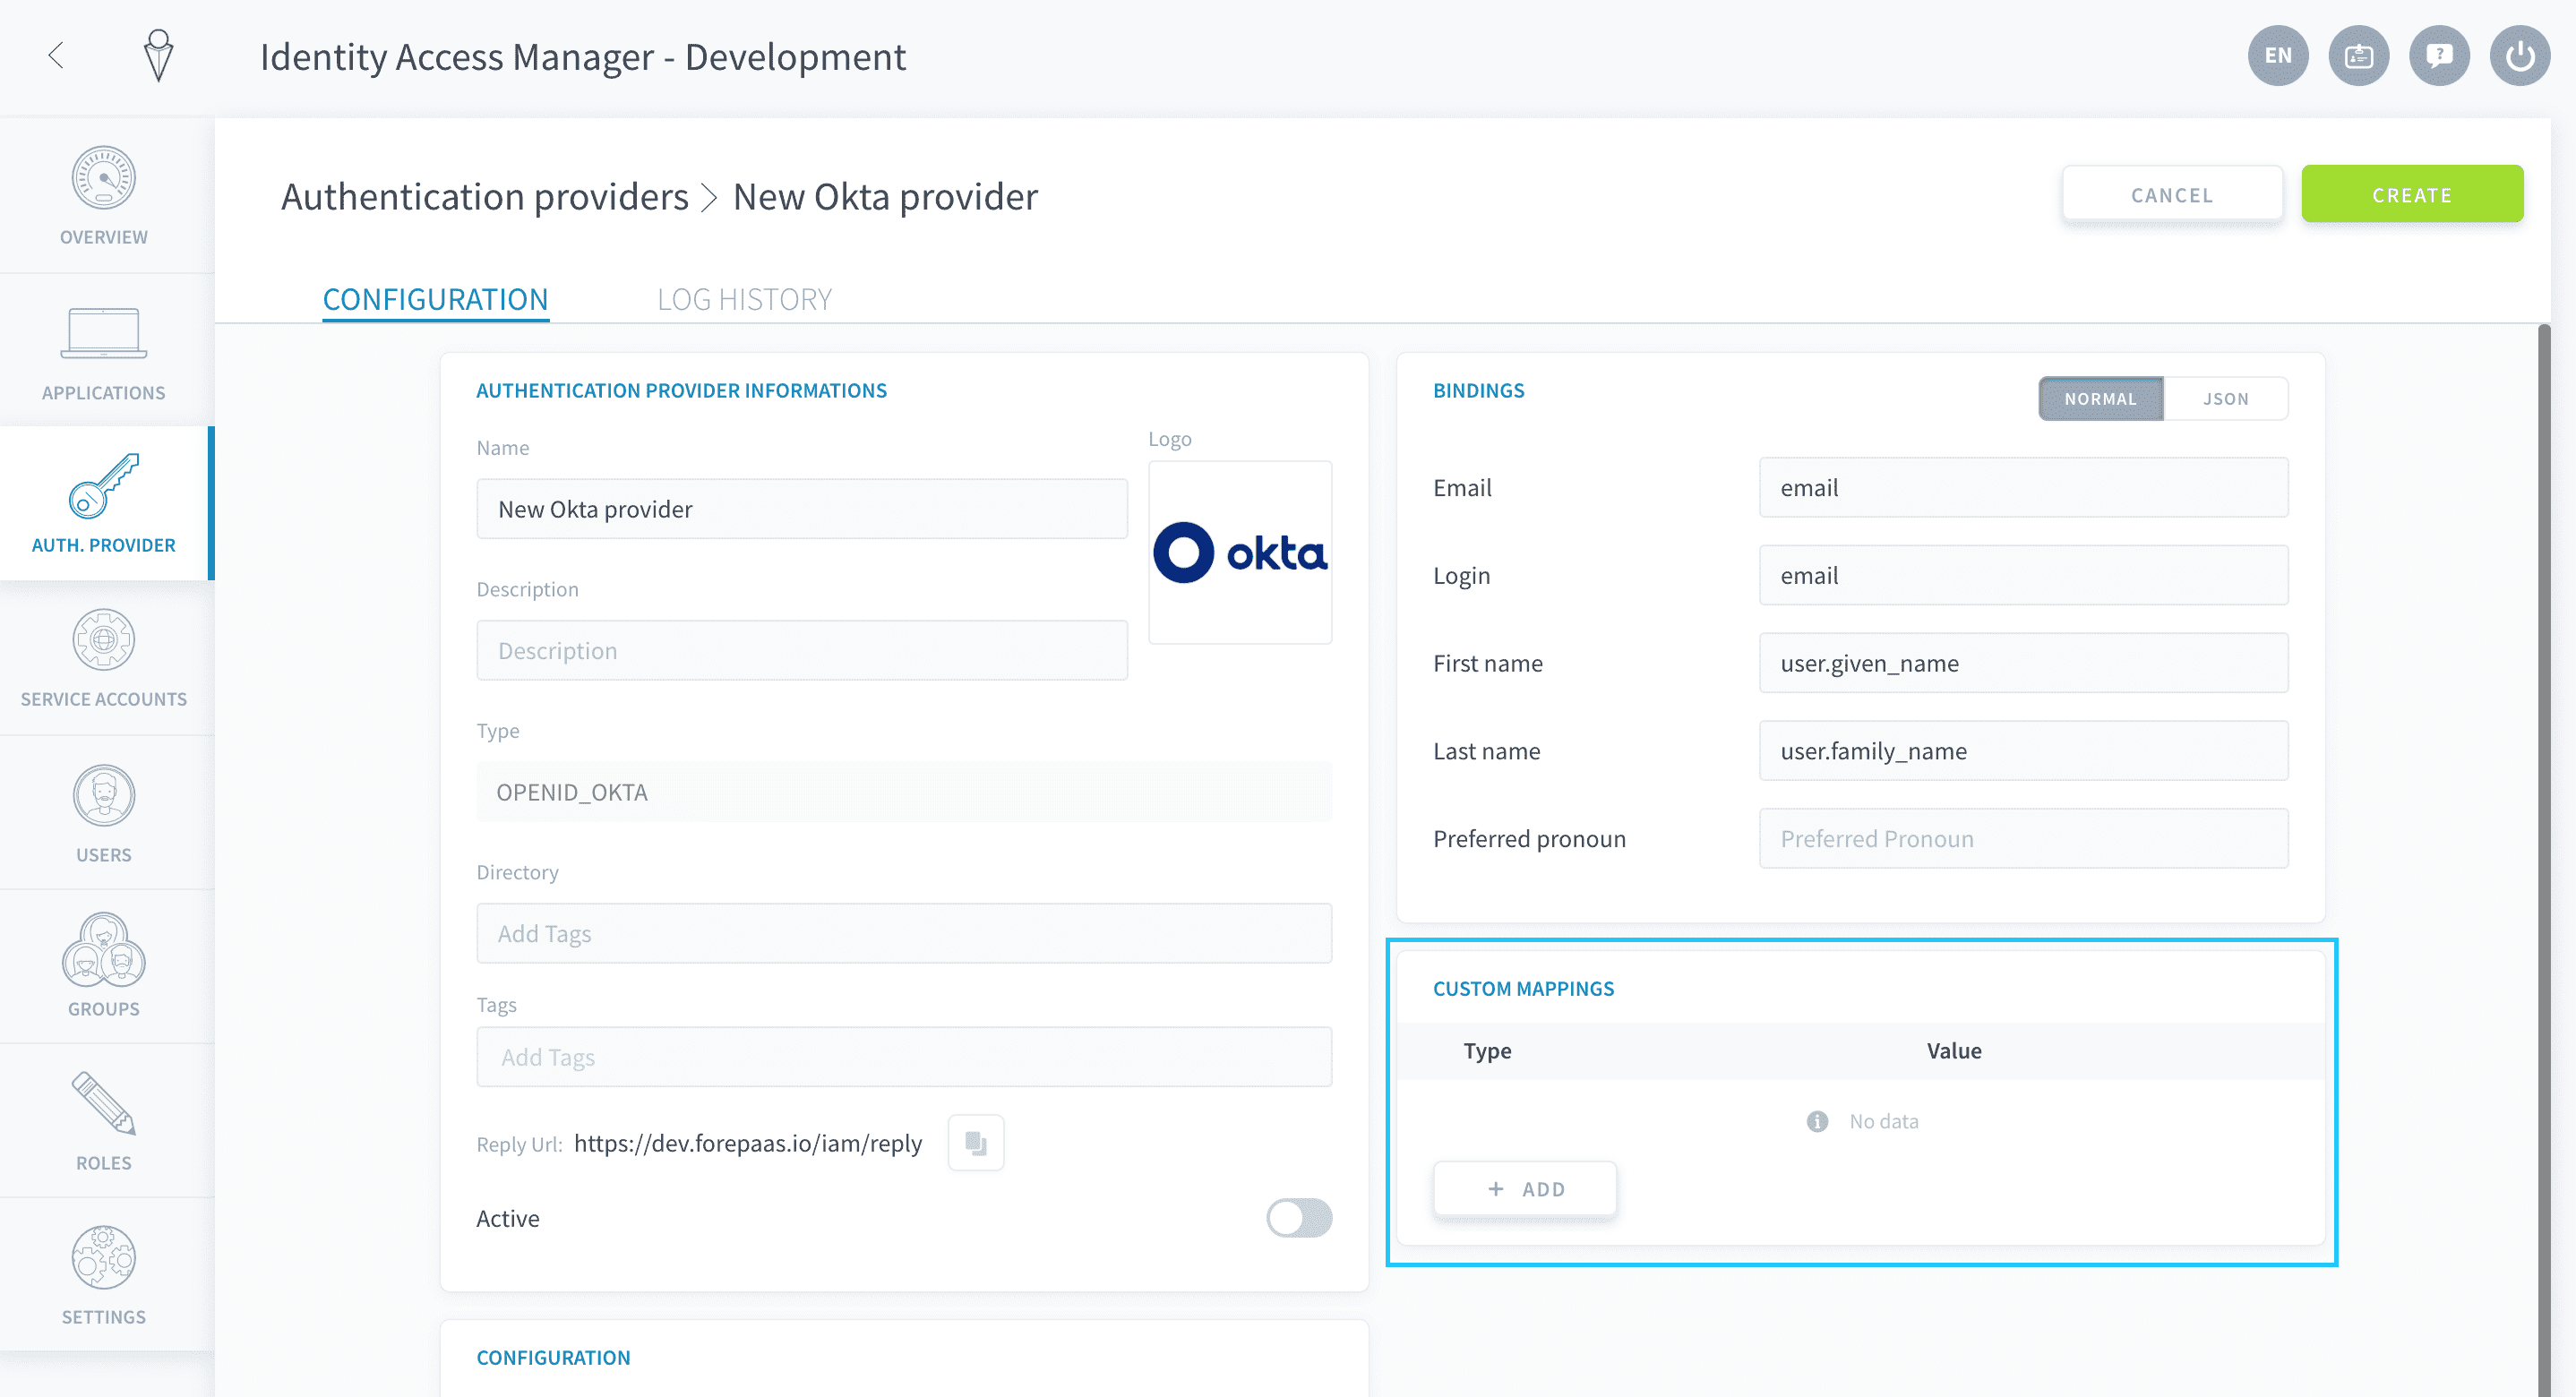 Identity Access Manager - Development
EN
OVERVIEW
APPLICATIONS
AUTH. PROVIDER
SERVICE ACCOUNTS
USERS
GROUPS
ROLES
SETTINGS
Authentication providers > New Okta provider
CANCEL
CREATE
CONFIGURATION
LOG HISTORY
AUTHENTICATION PROVIDER INFORMATIONS
Name
New Okta provider
Logo
okta
Description
Description
Type
OPENID_OKTA
Directory
Add Tags
Tags
Add Tags
Reply Url: https://dev.forepaas.io/iam/reply
Active
CONFIGURATION
BINDINGS
NORMAL
JSON
Email
email
Login
email
First name
user.given_name
Last name
user.family_name
Preferred pronoun
Preferred Pronoun
CUSTOM MAPPINGS
Type
Value
No data
+ ADD